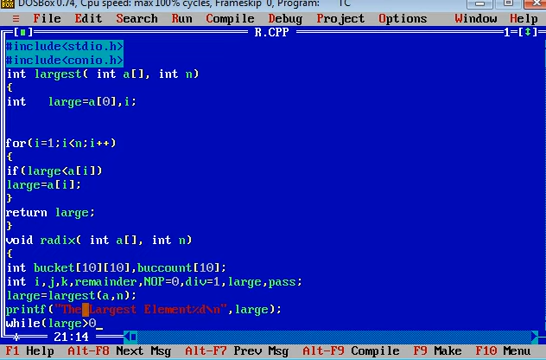 DOSBox 0.74, Cpu speed: max 100% cycles, Frameskip 0, Program: TC
≡ File Edit Search Run Compile Debug Project Options Window Help
[■] R.CPP 1=[↕]
#include<stdio.h>
#include<conio.h>
int largest( int a[], int n)
{
int large=a[0],i;
for(i=1;i<n;i++)
{
if(large<a[i])
large=a[i];
}
return large;
}
void radix( int a[], int n)
{
int bucket[10][10],buccount[10];
int i,j,k,remainder,NOP=0,div=1,large,pass;
large=largest(a,n);
printf("The Largest Element%d\n",large);
while(large>0_
* 21:14
F1 Help Alt-F8 Next Msg Alt-F7 Prev Msg Alt-F9 Compile F9 Make F10 Menu